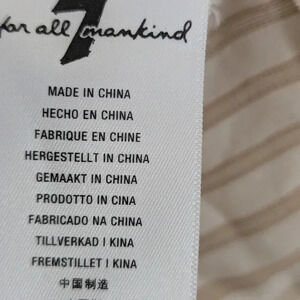 for all 7 mankind
MADE IN CHINA
HECHO EN CHINA
FABRIQUE EN CHINE
HERGESTELLT IN CHINA
GEMAAKT IN CHINA
PRODOTTO IN CINA
FABRICADO NA CHINA
TILLVERKAD I KINA
FREMSTILLET I KINA
中国制造